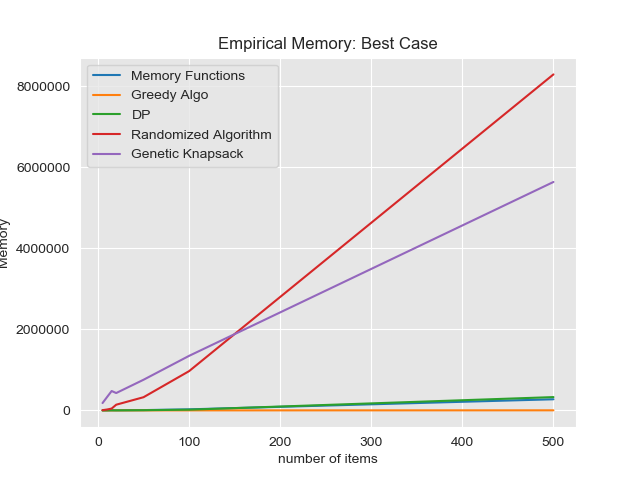 Empirical Memory: Best Case
Memory Functions
Greedy Algo
DP
Randomized Algorithm
Genetic Knapsack
8000000
6000000
4000000
2000000
0
Memory
0 100 200 300 400 500
number of items